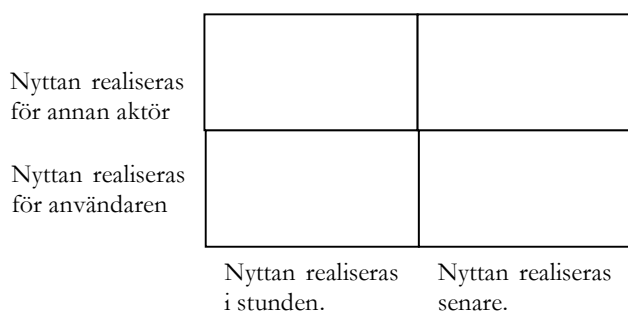 Nyttan realiseras
för annan aktör
Nyttan realiseras
för användaren
Nyttan realiseras
i stunden.
Nyttan realiseras
senare.